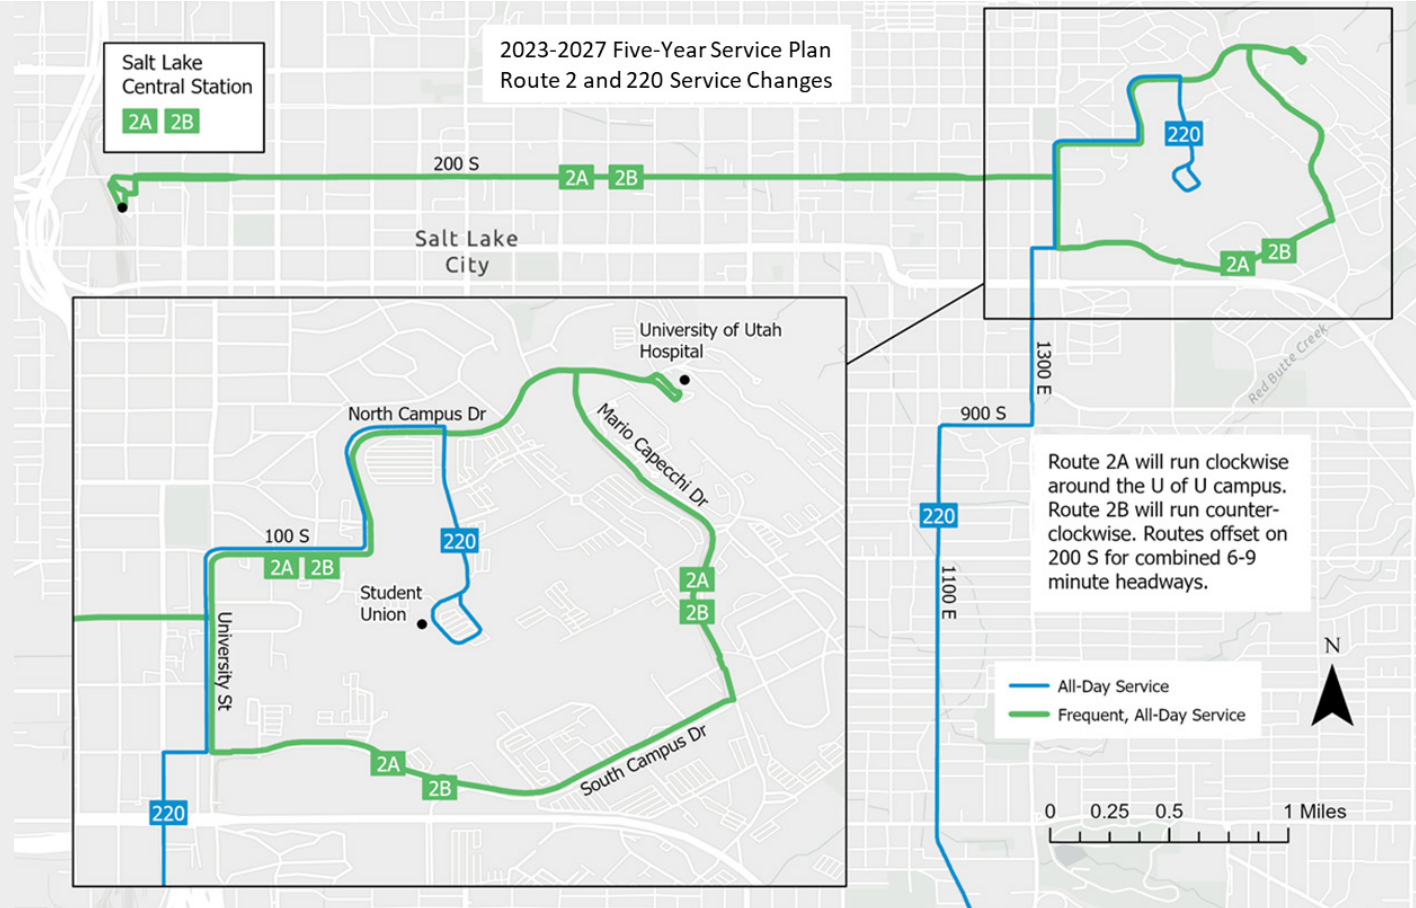 2023-2027 Five-Year Service Plan
Route 2 and 220 Service Changes
Salt Lake
Central Station
2A 2B
200 S
2A 2B
Salt Lake
City
220
2A 2B
Red Butte Creek
1300 E
900 S
220
1100 E
University of Utah
Hospital
North Campus Dr
Mario Capecchi Dr
100 S
2A 2B
220
Student
Union
2A
2B
University St
2A
2B
South Campus Dr
220
Route 2A will run clockwise
around the U of U campus.
Route 2B will run counter-
clockwise. Routes offset on
200 S for combined 6-9
minute headways.
N
All-Day Service
Frequent, All-Day Service
0 0.25 0.5 1 Miles